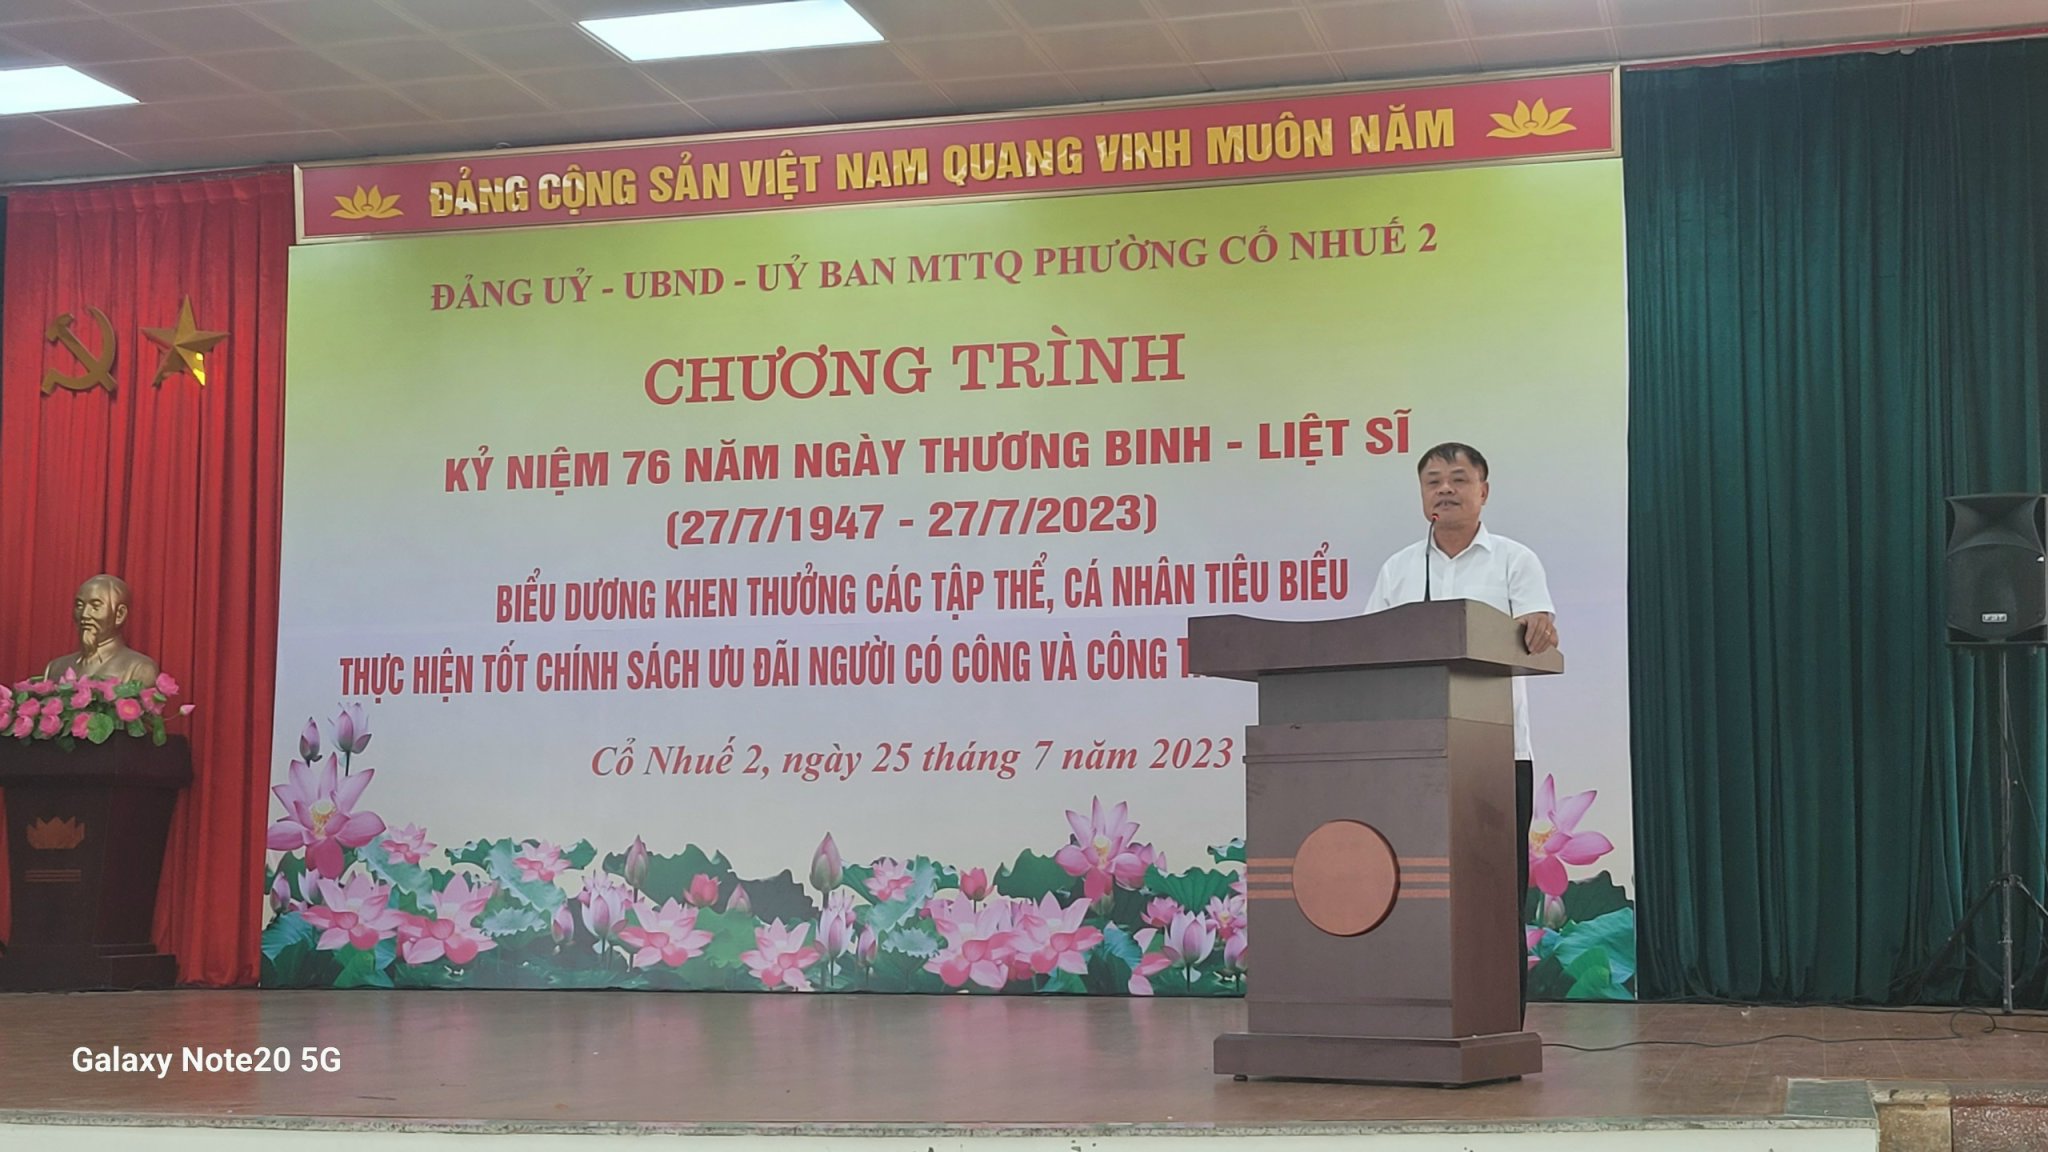 ĐẢNG CỘNG SẢN VIỆT NAM QUANG VINH MUÔN NĂM
ĐẢNG UỶ - UBND - UỶ BAN MTTQ PHƯỜNG CỔ NHUẾ 2
CHƯƠNG TRÌNH
KỶ NIỆM 76 NĂM NGÀY THƯƠNG BINH - LIỆT SĨ
(27/7/1947 - 27/7/2023)
BIỂU DƯƠNG KHEN THƯỞNG CÁC TẬP THỂ, CÁ NHÂN TIÊU BIỂU
THỰC HIỆN TỐT CHÍNH SÁCH ƯU ĐÃI NGƯỜI CÓ CÔNG VÀ CÔNG
Cổ Nhuế 2, ngày 25 tháng 7 năm 2023
Galaxy Note20 5G